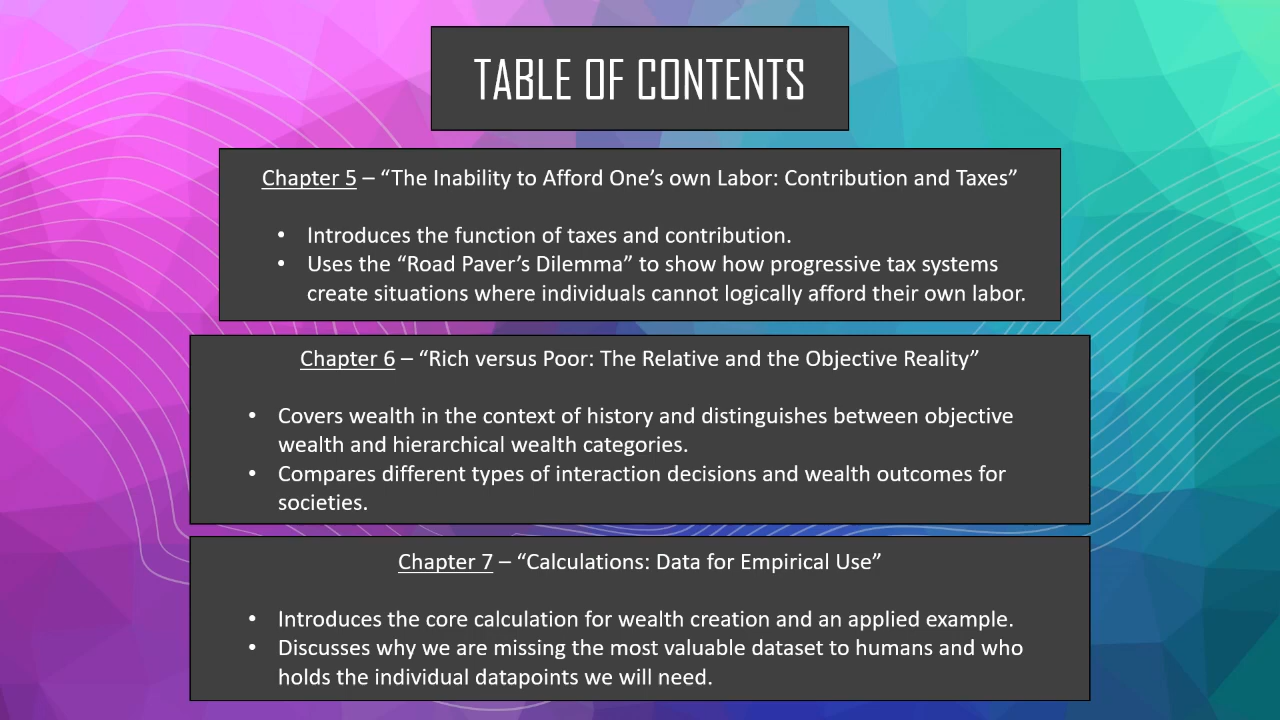 TABLE OF CONTENTS
Chapter 5 – “The Inability to Afford One’s own Labor: Contribution and Taxes”
• Introduces the function of taxes and contribution.
• Uses the “Road Paver’s Dilemma” to show how progressive tax systems
create situations where individuals cannot logically afford their own labor.
Chapter 6 – “Rich versus Poor: The Relative and the Objective Reality”
• Covers wealth in the context of history and distinguishes between objective
wealth and hierarchical wealth categories.
• Compares different types of interaction decisions and wealth outcomes for
societies.
Chapter 7 – “Calculations: Data for Empirical Use”
• Introduces the core calculation for wealth creation and an applied example.
• Discusses why we are missing the most valuable dataset to humans and who
holds the individual datapoints we will need.